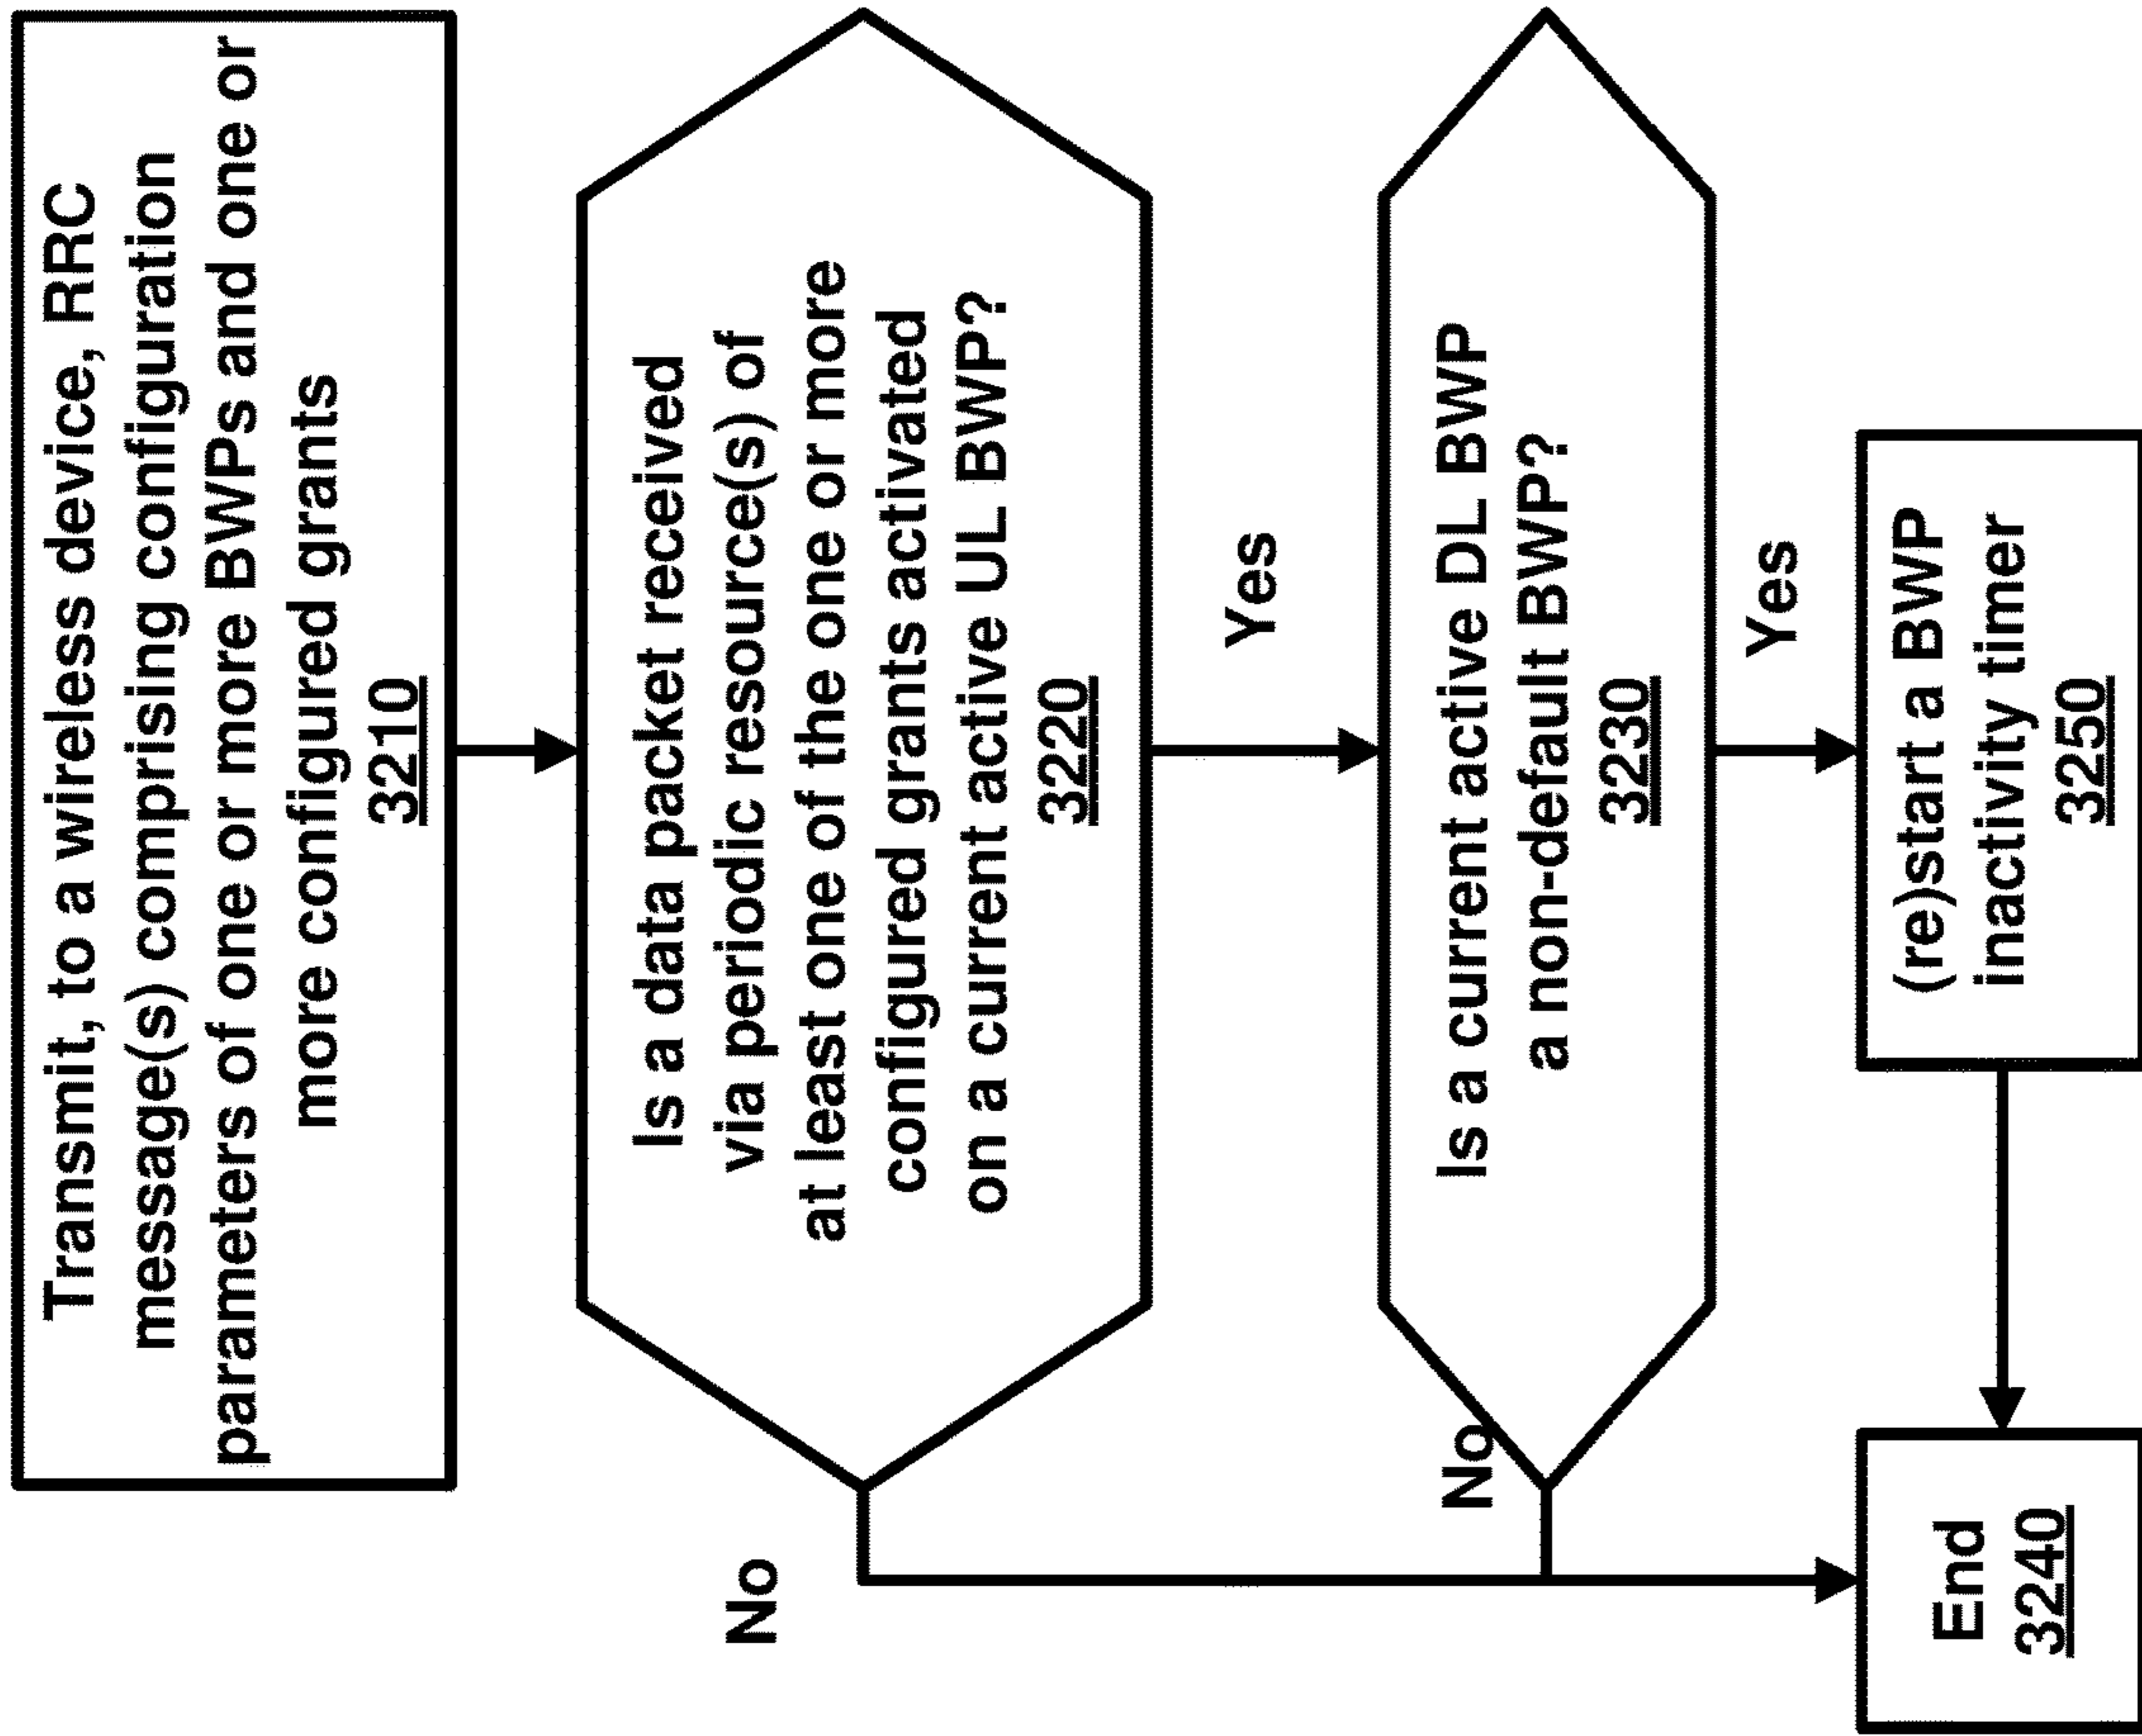 Transmit, to a wireless device, RRC
message(s) comprising configuration
parameters of one or more BWPs and one or
more configured grants
3210
Is a data packet received
via periodic resource(s) of
at least one of the one or more
configured grants activated
on a current active UL BWP?
3220
No
Yes
Is a current active DL BWP
a non-default BWP?
3230
No
Yes
(re)start a BWP
inactivity timer
3250
End
3240